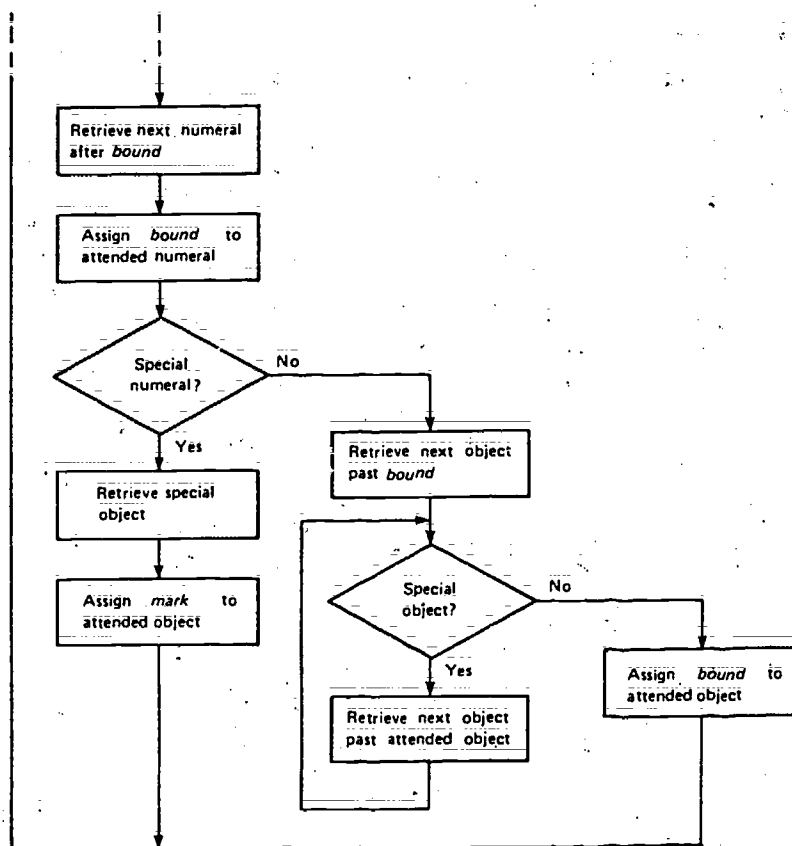 Retrieve next numeral
after bound
Assign bound to
attended numeral
Special
numeral?
No
Yes
Retrieve special
object
Assign mark to
attended object
Retrieve next object
past bound
Special
object?
No
Yes
Retrieve next object
past attended object
Assign bound to
attended object